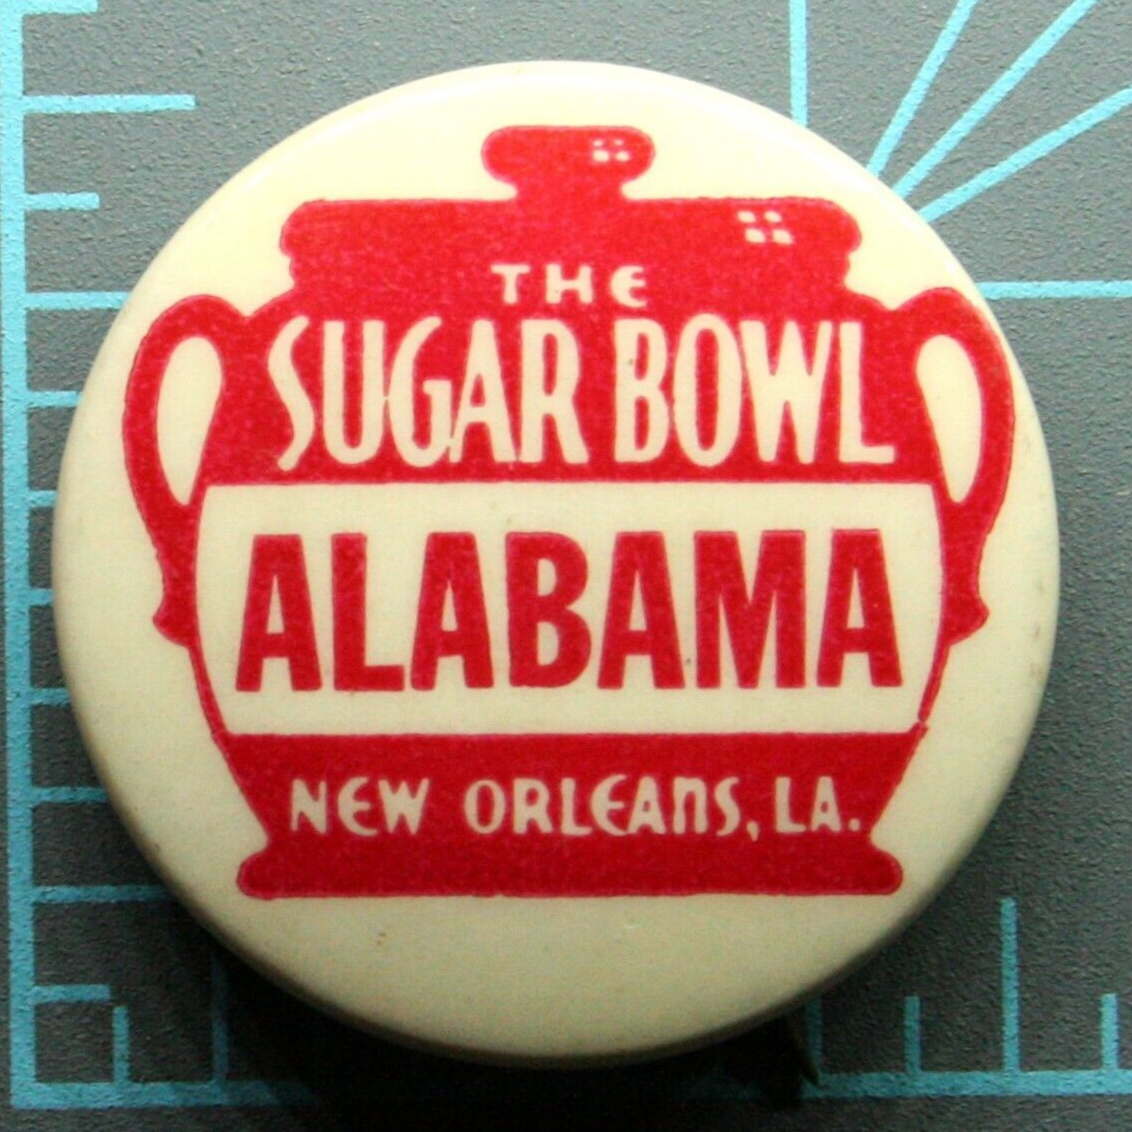 THE
SUGAR BOWL
ALABAMA
NEW ORLEANS, LA.